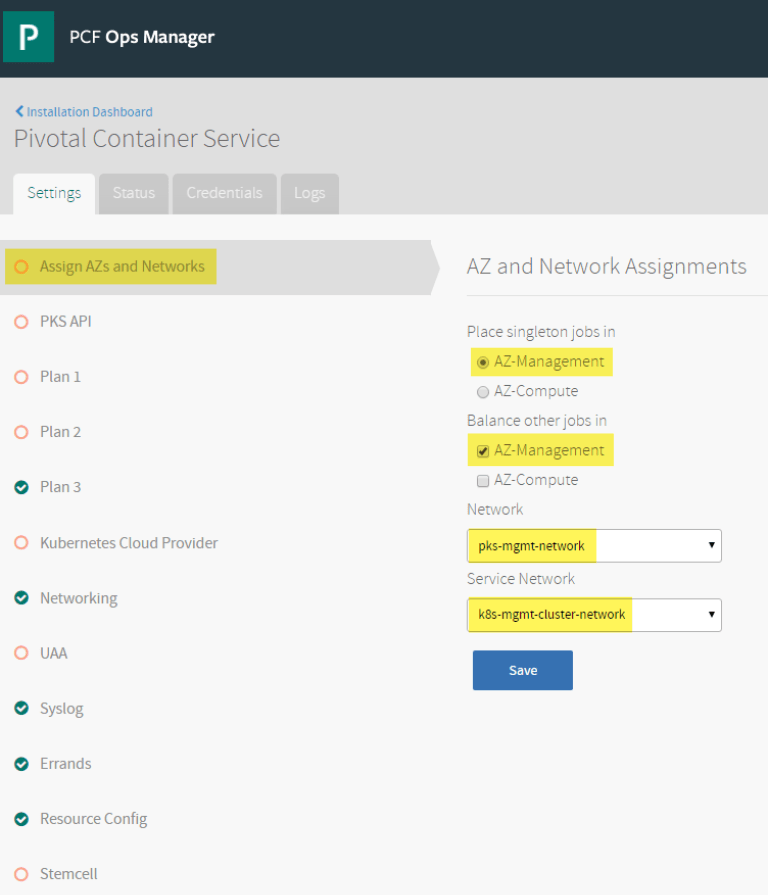 P PCF Ops Manager
Installation Dashboard
Pivotal Container Service
Settings Status Credentials Logs
Assign AZs and Networks
PKS API
Plan 1
Plan 2
Plan 3
Kubernetes Cloud Provider
Networking
UAA
Syslog
Errands
Resource Config
Stemcell
AZ and Network Assignments
Place singleton jobs in
AZ-Management
AZ-Compute
Balance other jobs in
AZ-Management
AZ-Compute
Network
pks-mgmt-network
Service Network
k8s-mgmt-cluster-network
Save